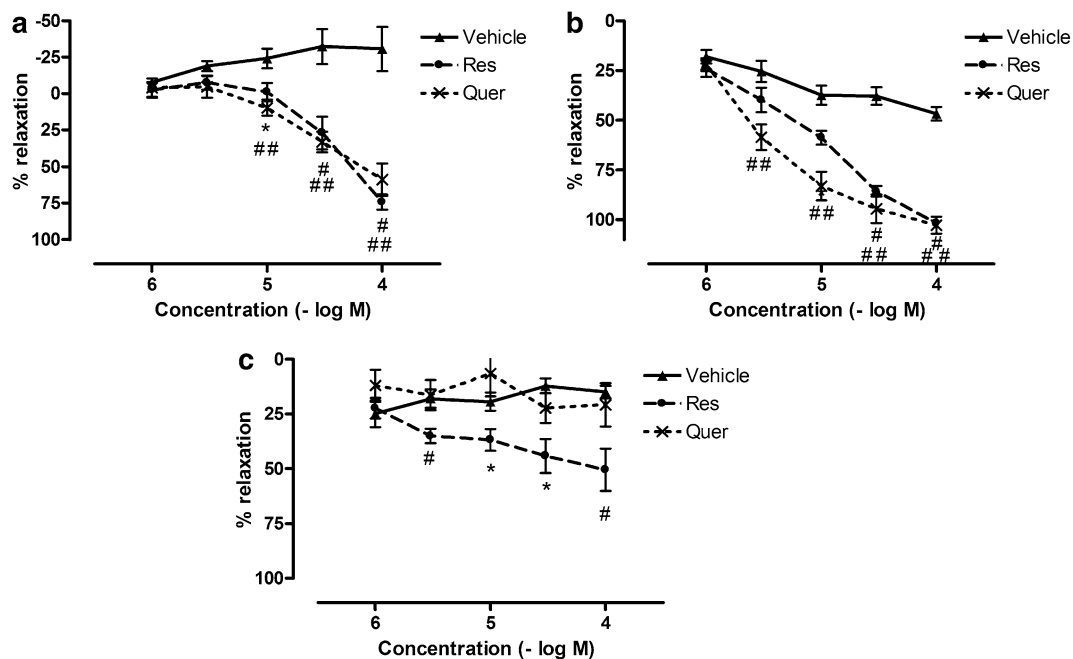 a
-50
-25
0
25
50
75
100
% relaxation
Vehicle
Res
Quer
*
##
#
##
#
##
6 5 4
Concentration (- log M)
b
0
25
50
75
100
% relaxation
Vehicle
Res
Quer
##
##
#
##
#
##
6 5 4
Concentration (- log M)
c
0
25
50
75
100
% relaxation
Vehicle
Res
Quer
#
*
*
#
6 5 4
Concentration (- log M)